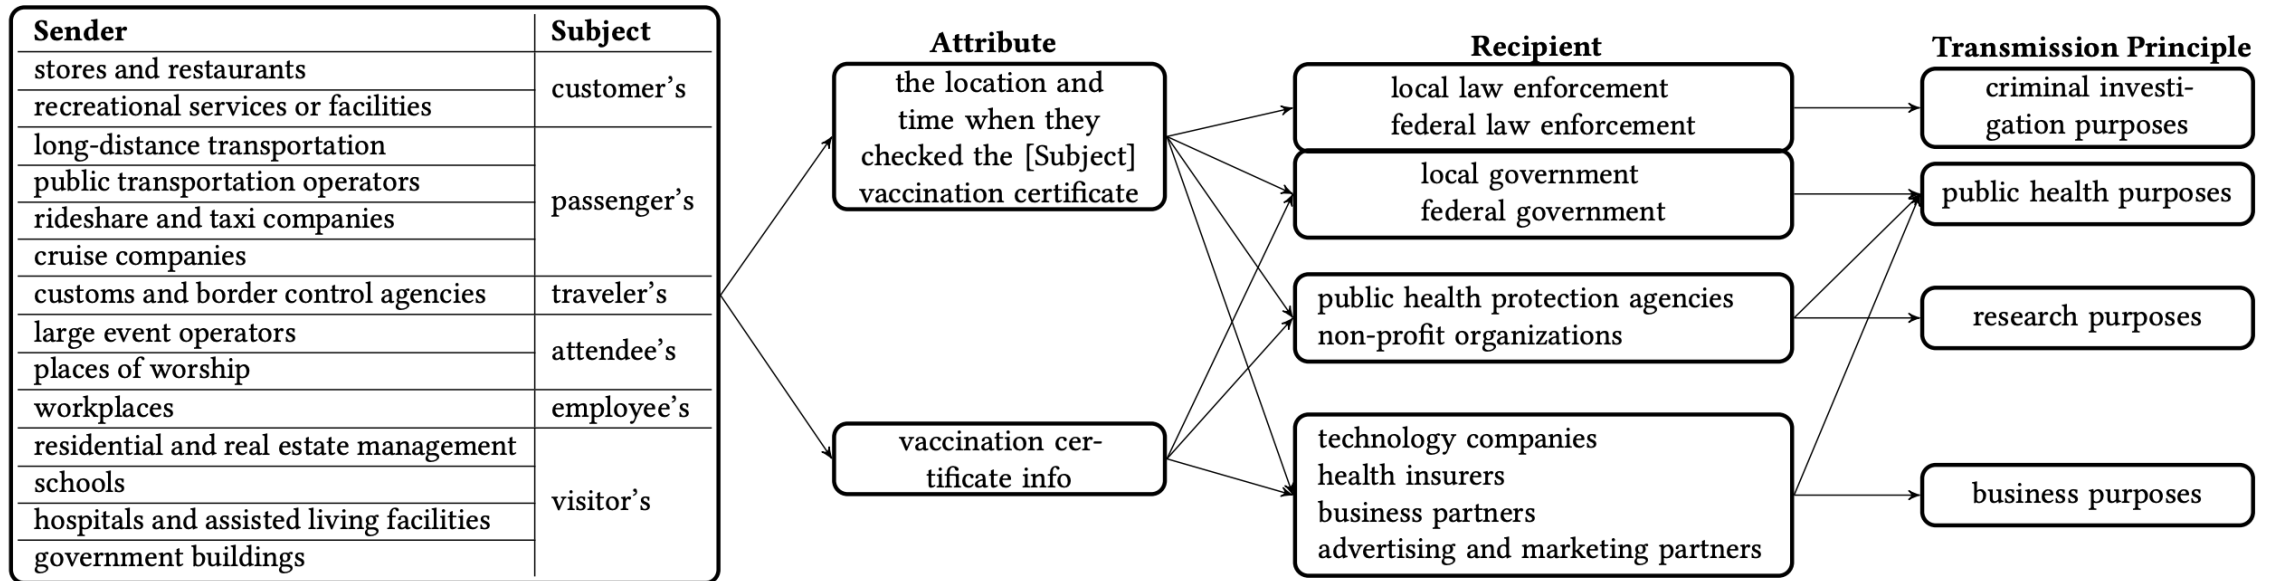 Sender Subject
stores and restaurants
customer’s
recreational services or facilities
long-distance transportation
public transportation operators
passenger’s
rideshare and taxi companies
cruise companies
customs and border control agencies traveler’s
large event operators
attendee’s
places of worship
workplaces employee’s
residential and real estate management
schools
visitor’s
hospitals and assisted living facilities
government buildings
Attribute
the location and
time when they
checked the [Subject]
vaccination certificate
vaccination cer-
tificate info
Recipient
local law enforcement
federal law enforcement
local government
federal government
public health protection agencies
non-profit organizations
technology companies
health insurers
business partners
advertising and marketing partners
Transmission Principle
criminal investi-
gation purposes
public health purposes
research purposes
business purposes